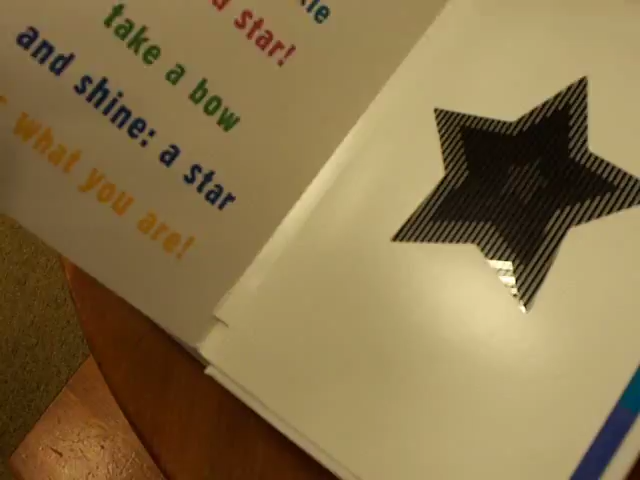 star!
take a bow
and shine: a star
what you are!